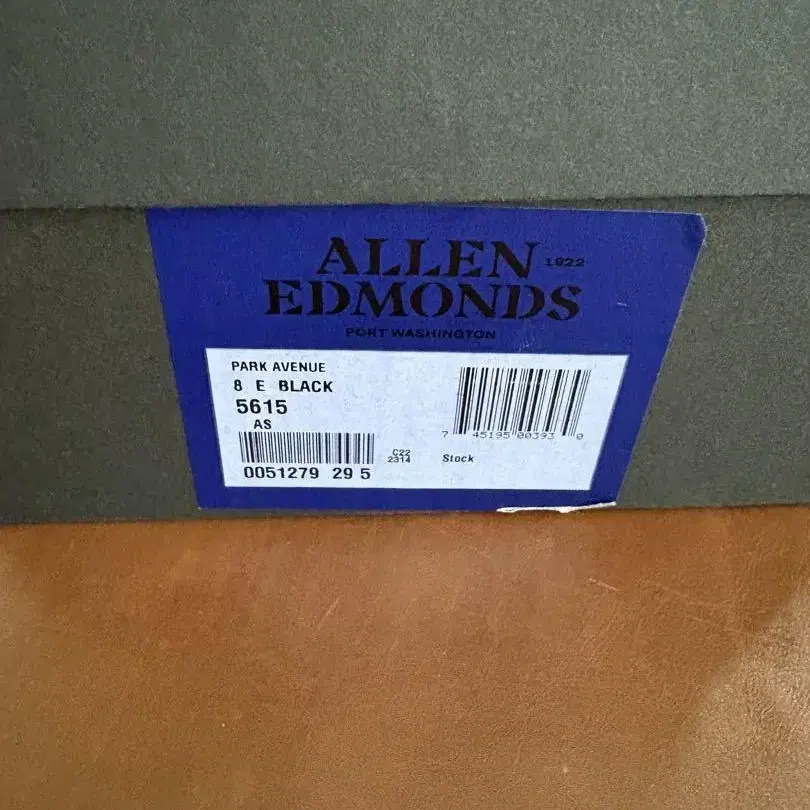 ALLEN 1922
EDMONDS
PORT WASHINGTON
PARK AVENUE
8 E BLACK
5615
AS
7 45195 00393 0
C22
2314
Stock
0051279 29 5